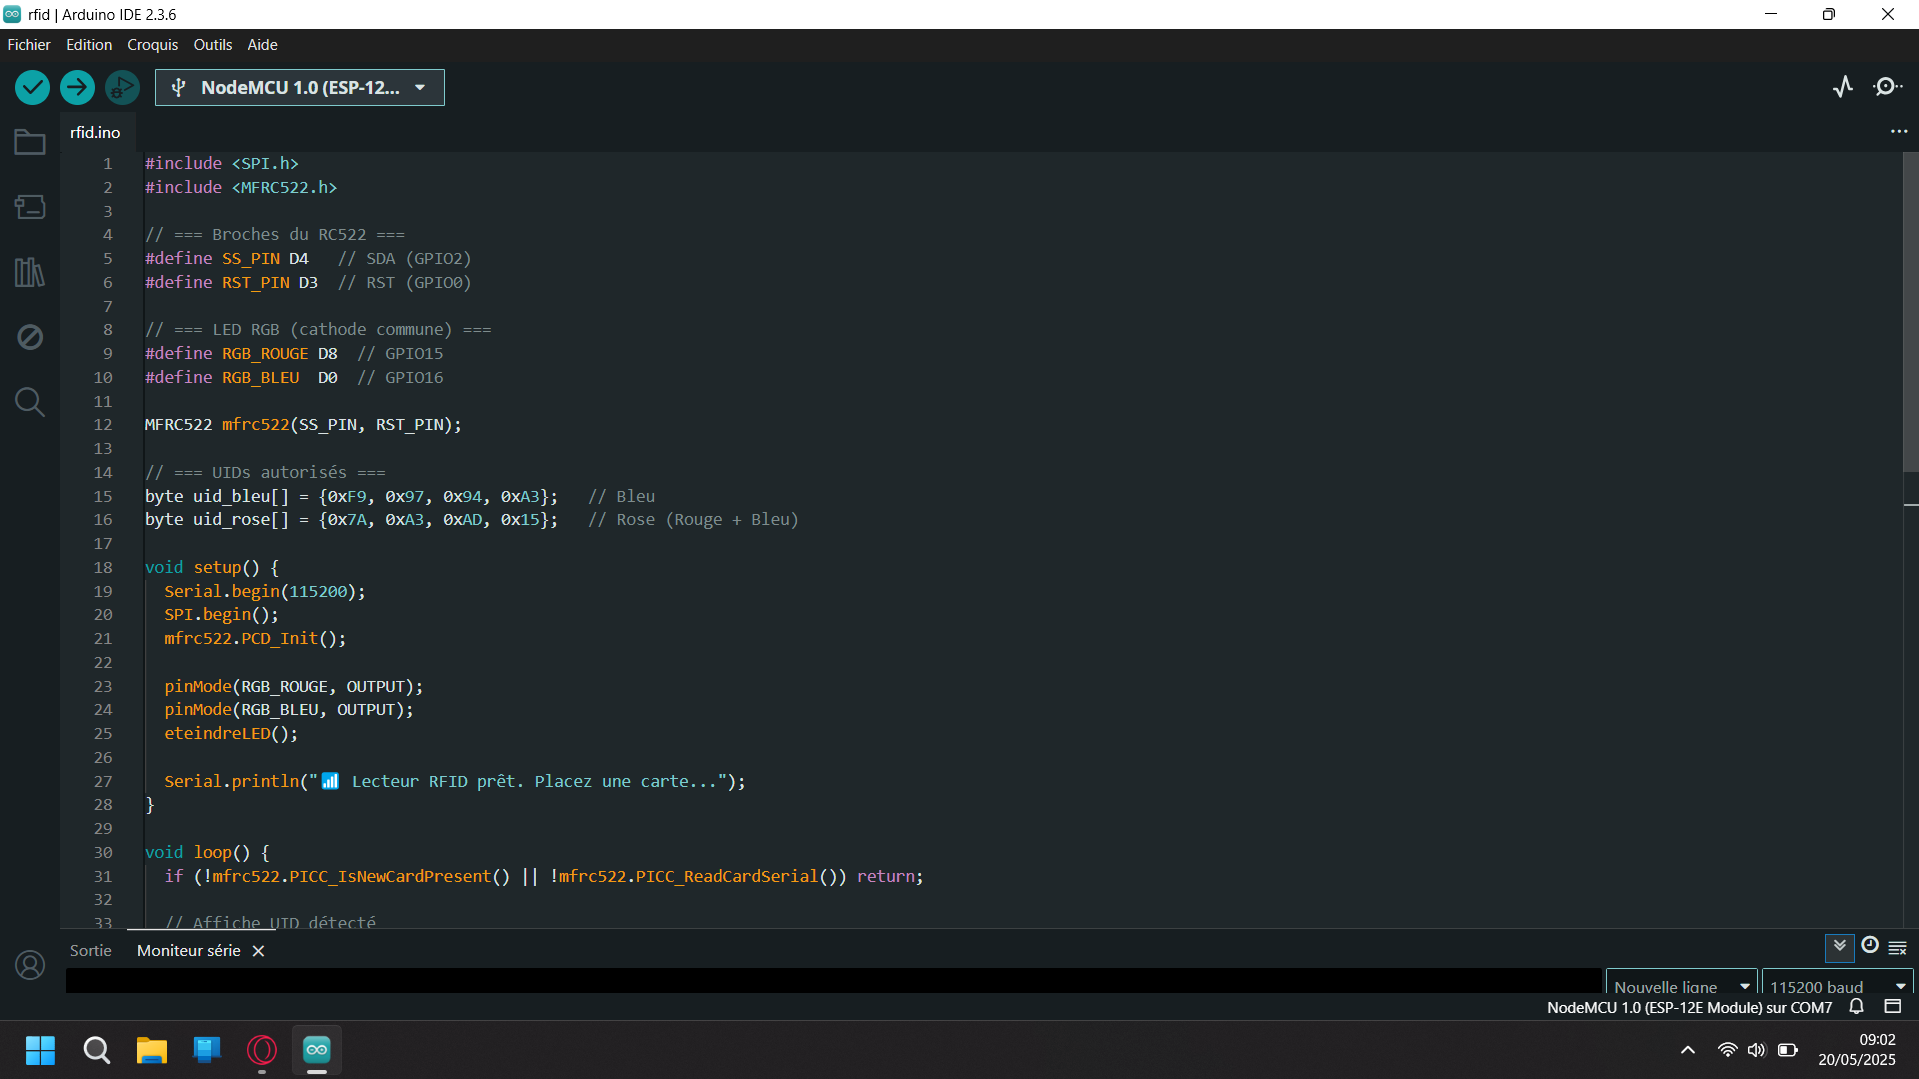 rfid | Arduino IDE 2.3.6
Fichier Edition Croquis Outils Aide
NodeMCU 1.0 (ESP-12...
rfid.ino
1 #include <SPI.h>
2 #include <MFRC522.h>
3
4 // === Broches du RC522 ===
5 #define SS_PIN D4   // SDA (GPIO2)
6 #define RST_PIN D3  // RST (GPIO0)
7
8 // === LED RGB (cathode commune) ===
9 #define RGB_ROUGE D8  // GPIO15
10 #define RGB_BLEU  D0  // GPIO16
11
12 MFRC522 mfrc522(SS_PIN, RST_PIN);
13
14 // === UIDs autorisés ===
15 byte uid_bleu[] = {0xF9, 0x97, 0x94, 0xA3};   // Bleu
16 byte uid_rose[] = {0x7A, 0xA3, 0xAD, 0x15};   // Rose (Rouge + Bleu)
17
18 void setup() {
19   Serial.begin(115200);
20   SPI.begin();
21   mfrc522.PCD_Init();
22
23   pinMode(RGB_ROUGE, OUTPUT);
24   pinMode(RGB_BLEU, OUTPUT);
25   eteindreLED();
26
27   Serial.println("📶 Lecteur RFID prêt. Placez une carte...");
28 }
29
30 void loop() {
31   if (!mfrc522.PICC_IsNewCardPresent() || !mfrc522.PICC_ReadCardSerial()) return;
32
33   // Affiche UID détecté
Sortie Moniteur série
Nouvelle ligne 115200 baud
NodeMCU 1.0 (ESP-12E Module) sur COM7
09:02
20/05/2025